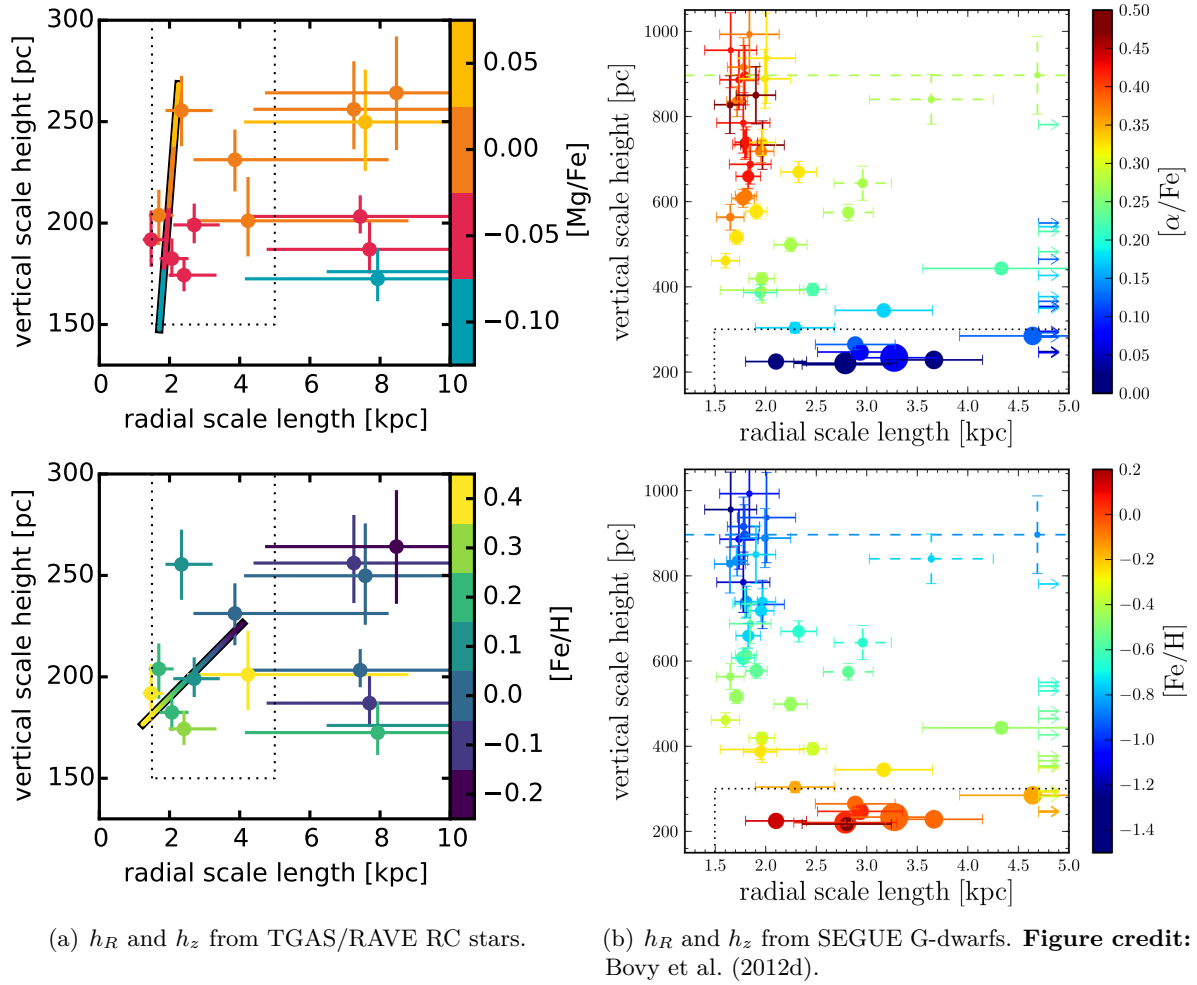 300
250
200
150
0 2 4 6 8 10
radial scale length [kpc]
vertical scale height [pc]
0.05
0.00
−0.05
−0.10
[Mg/Fe]
1000
800
600
400
200
1.5 2.0 2.5 3.0 3.5 4.0 4.5 5.0
radial scale length [kpc]
vertical scale height [pc]
0.50
0.45
0.40
0.35
0.30
0.25
0.20
0.15
0.10
0.05
0.00
[α/Fe]
300
250
200
150
0 2 4 6 8 10
radial scale length [kpc]
vertical scale height [pc]
0.4
0.3
0.2
0.15
0.0
−0.1
−0.2
[Fe/H]
1000
800
600
400
200
1.5 2.0 2.5 3.0 3.5 4.0 4.5 5.0
radial scale length [kpc]
vertical scale height [pc]
0.2
0.0
−0.2
−0.4
−0.6
−0.8
−1.0
−1.2
−1.4
[Fe/H]
(a) h_R and h_z from TGAS/RAVE RC stars.
(b) h_R and h_z from SEGUE G-dwarfs. Figure credit:
Bovy et al. (2012d).